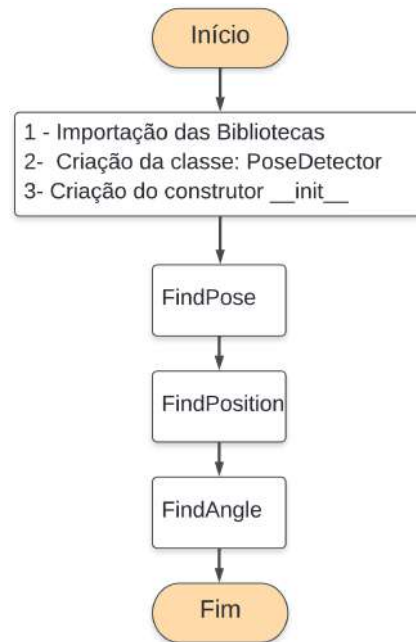 Início
1 - Importação das Bibliotecas
2- Criação da classe: PoseDetector
3- Criação do construtor __init__
FindPose
FindPosition
FindAngle
Fim